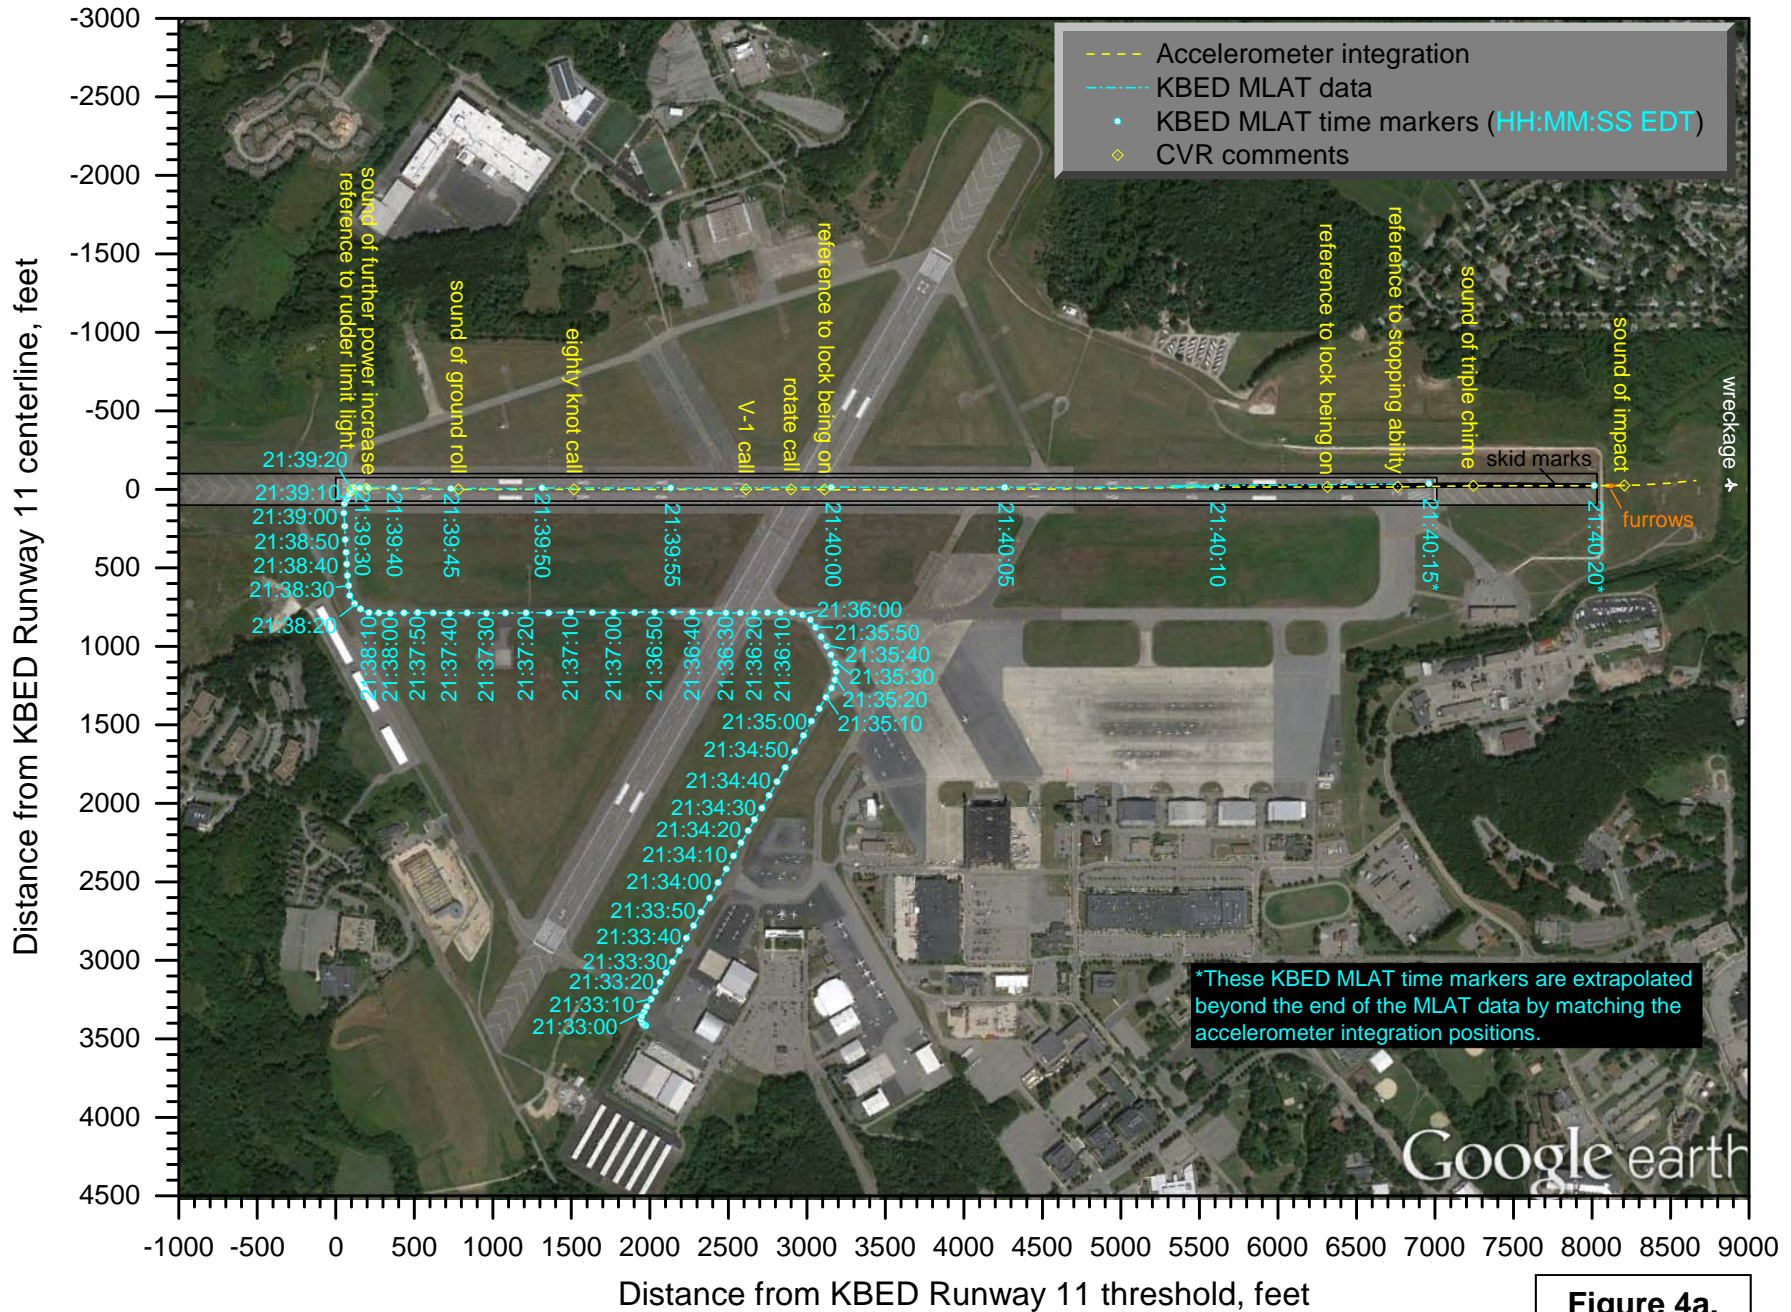 Accelerometer integration
KBED MLAT data
KBED MLAT time markers (HH:MM:SS EDT)
CVR comments
-3000
-2500
-2000
-1500
-1000
-500
0
500
1000
1500
2000
2500
3000
3500
4000
4500
Distance from KBED Runway 11 centerline, feet
reference to rudder limit light
sound of further power increase
sound of ground roll
eighty knot call
V-1 call
rotate call
reference to lock being on
reference to lock being on
reference to stopping ability
sound of triple chime
sound of impact
wreckage
skid marks
furrows
21:39:20
21:39:10
21:39:00
21:38:50
21:38:40
21:38:30
21:38:20
21:39:30
21:39:40
21:39:45
21:39:50
21:39:55
21:40:00
21:40:05
21:40:10
21:40:15*
21:40:20*
21:38:10
21:38:00
21:37:50
21:37:40
21:37:30
21:37:20
21:37:10
21:37:00
21:36:50
21:36:40
21:36:30
21:36:20
21:36:10
21:36:00
21:35:50
21:35:40
21:35:30
21:35:20
21:35:10
21:35:00
21:34:50
21:34:40
21:34:30
21:34:20
21:34:10
21:34:00
21:33:50
21:33:40
21:33:30
21:33:20
21:33:10
21:33:00
*These KBED MLAT time markers are extrapolated
beyond the end of the MLAT data by matching the
accelerometer integration positions.
Google earth
-1000 -500 0 500 1000 1500 2000 2500 3000 3500 4000 4500 5000 5500 6000 6500 7000 7500 8000 8500 9000
Distance from KBED Runway 11 threshold, feet
Figure 4a.